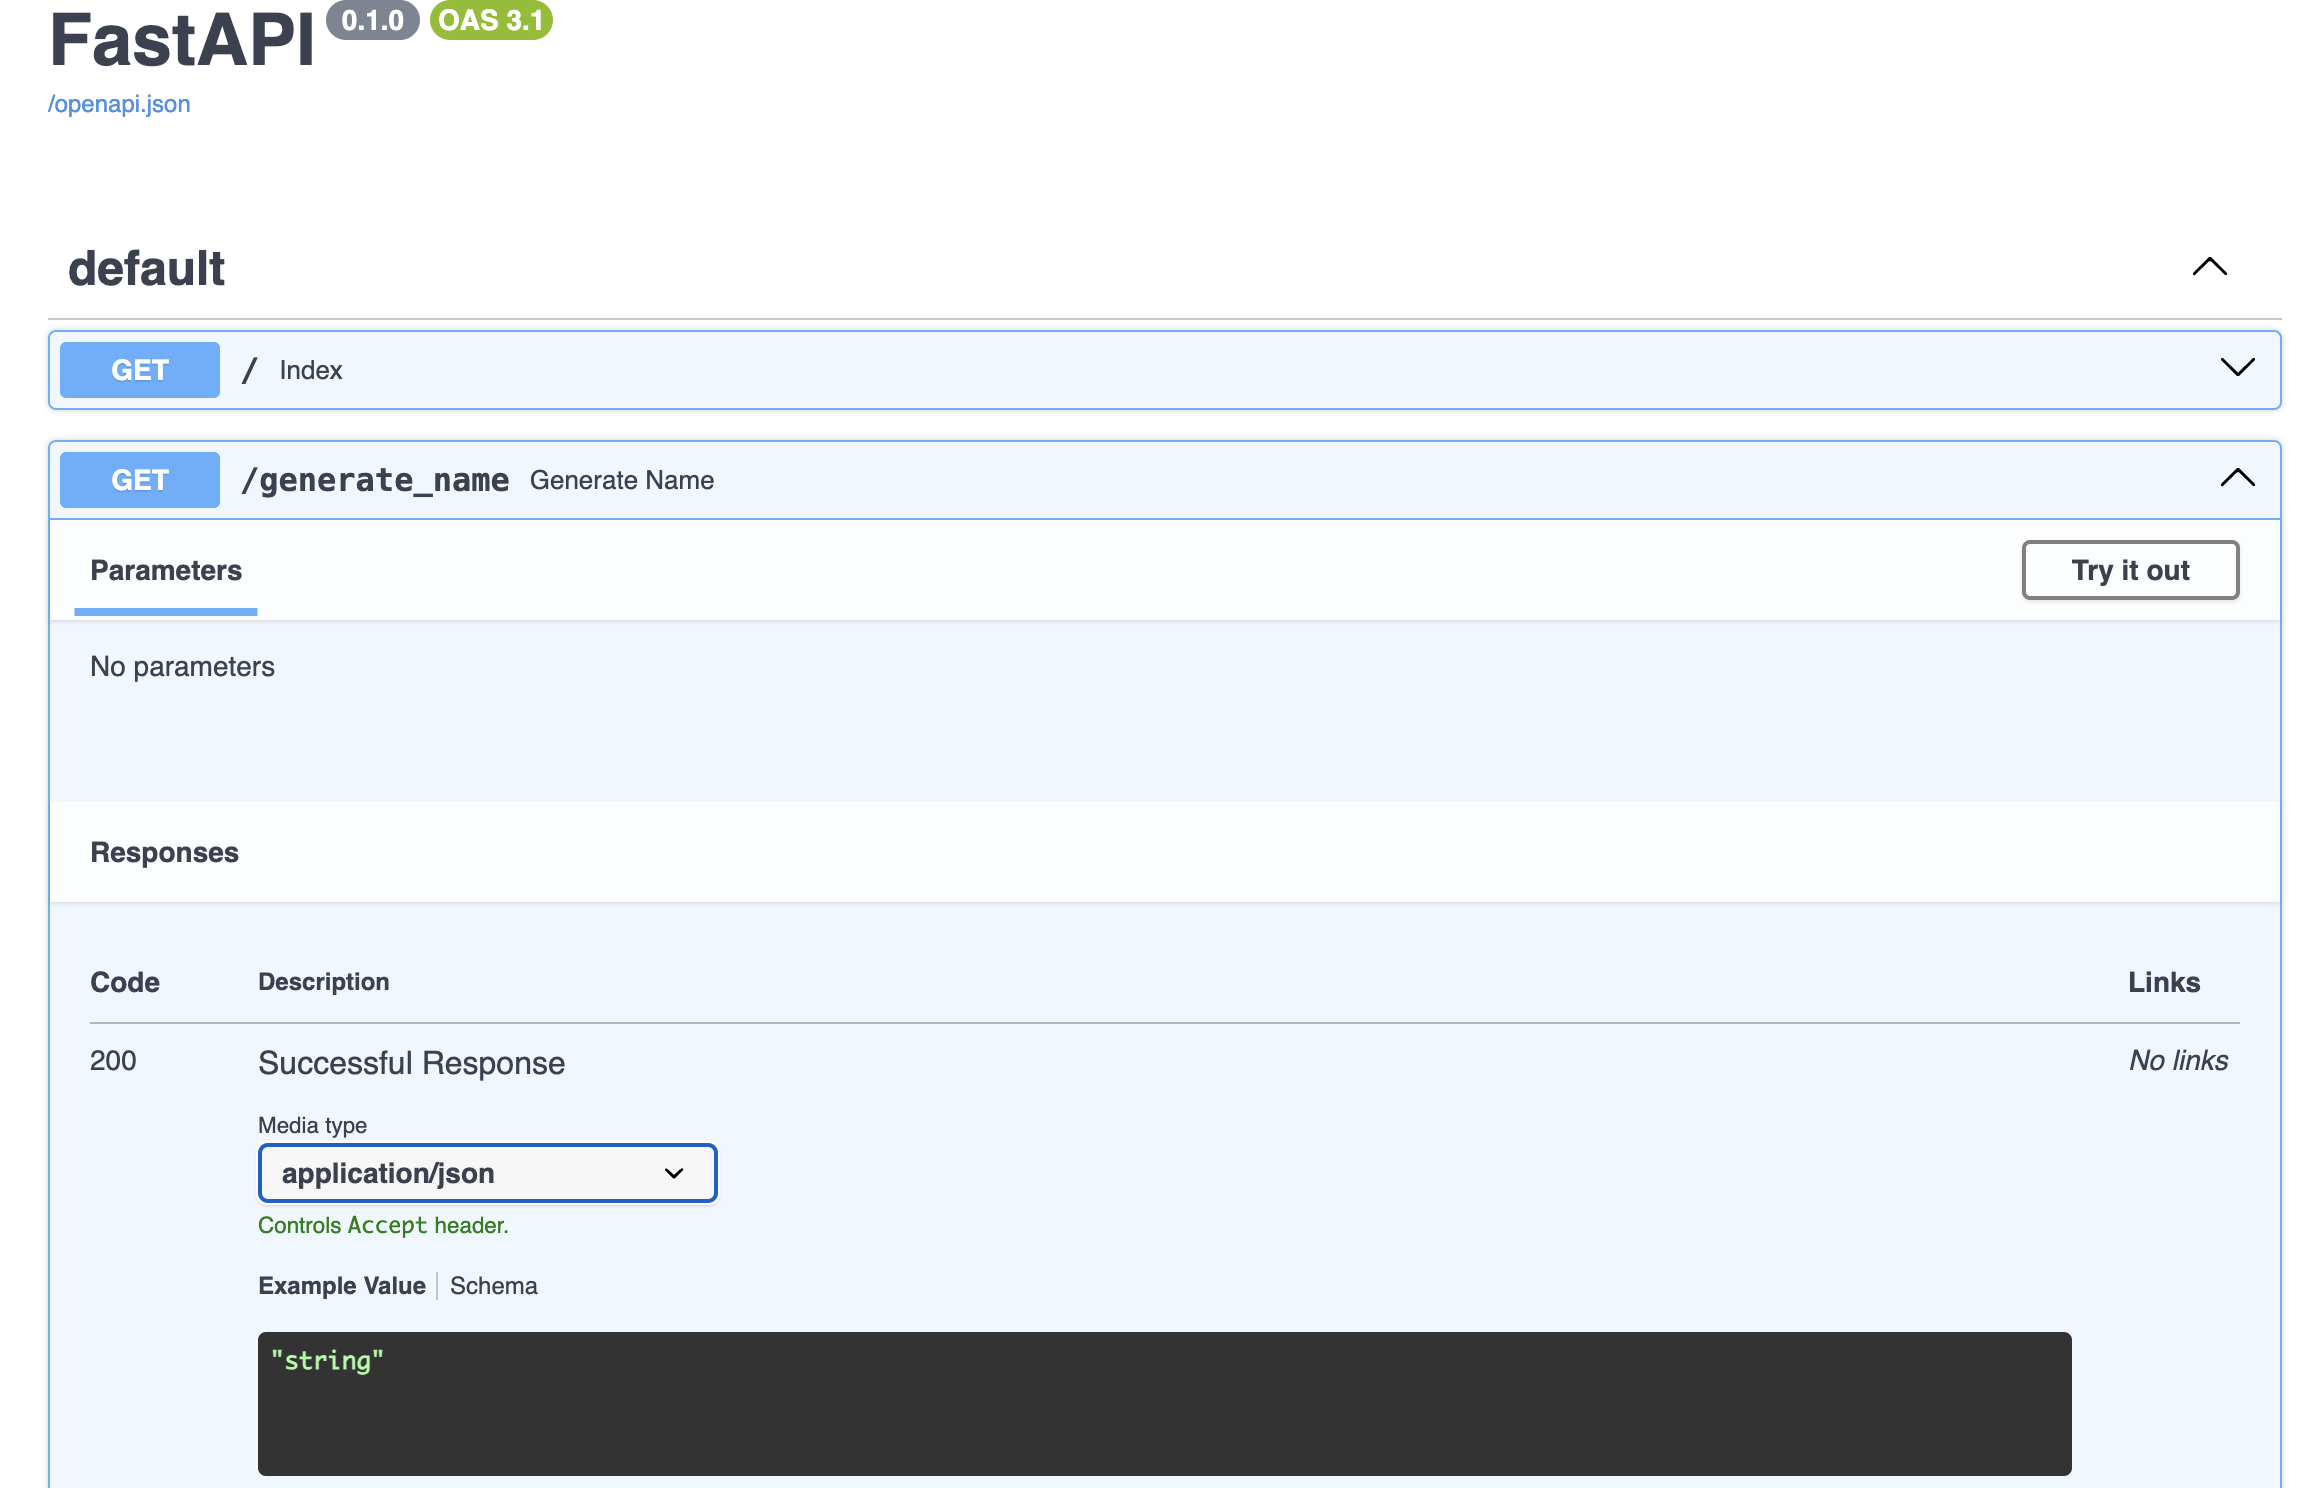 FastAPI 0.1.0 OAS 3.1
/openapi.json
default
GET / Index
GET /generate_name Generate Name
Parameters Try it out
No parameters
Responses
Code Description Links
200 Successful Response No links
Media type
application/json
Controls Accept header.
Example Value Schema
"string"